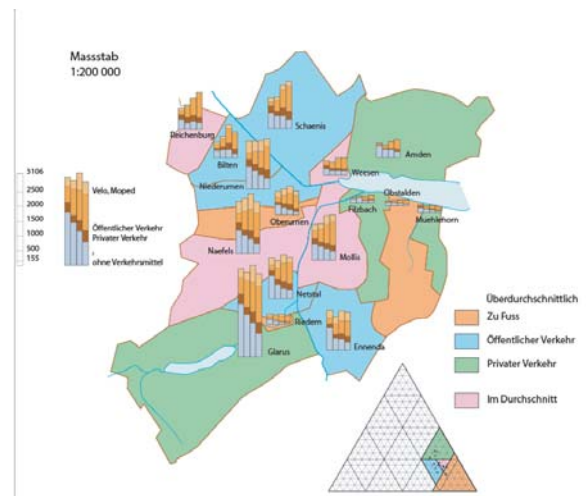 Massstab
1:200 000
Schaenis
Reichenburg
Bilten
Amden
Weesen
Niederurnen
Obstalden
Filzbach
Muehlehorn
Oberurnen
Naefels
Mollis
Netstal
Riedern
Glarus
Ennenda
5106
2500
2000
1500
1000
500
155
Velo, Moped
Öffentlicher Verkehr
Privater Verkehr
ohne Verkehrsmittel
Überdurchschnittlich
Zu Fuss
Öffentlicher Verkehr
Privater Verkehr
Im Durchschnitt